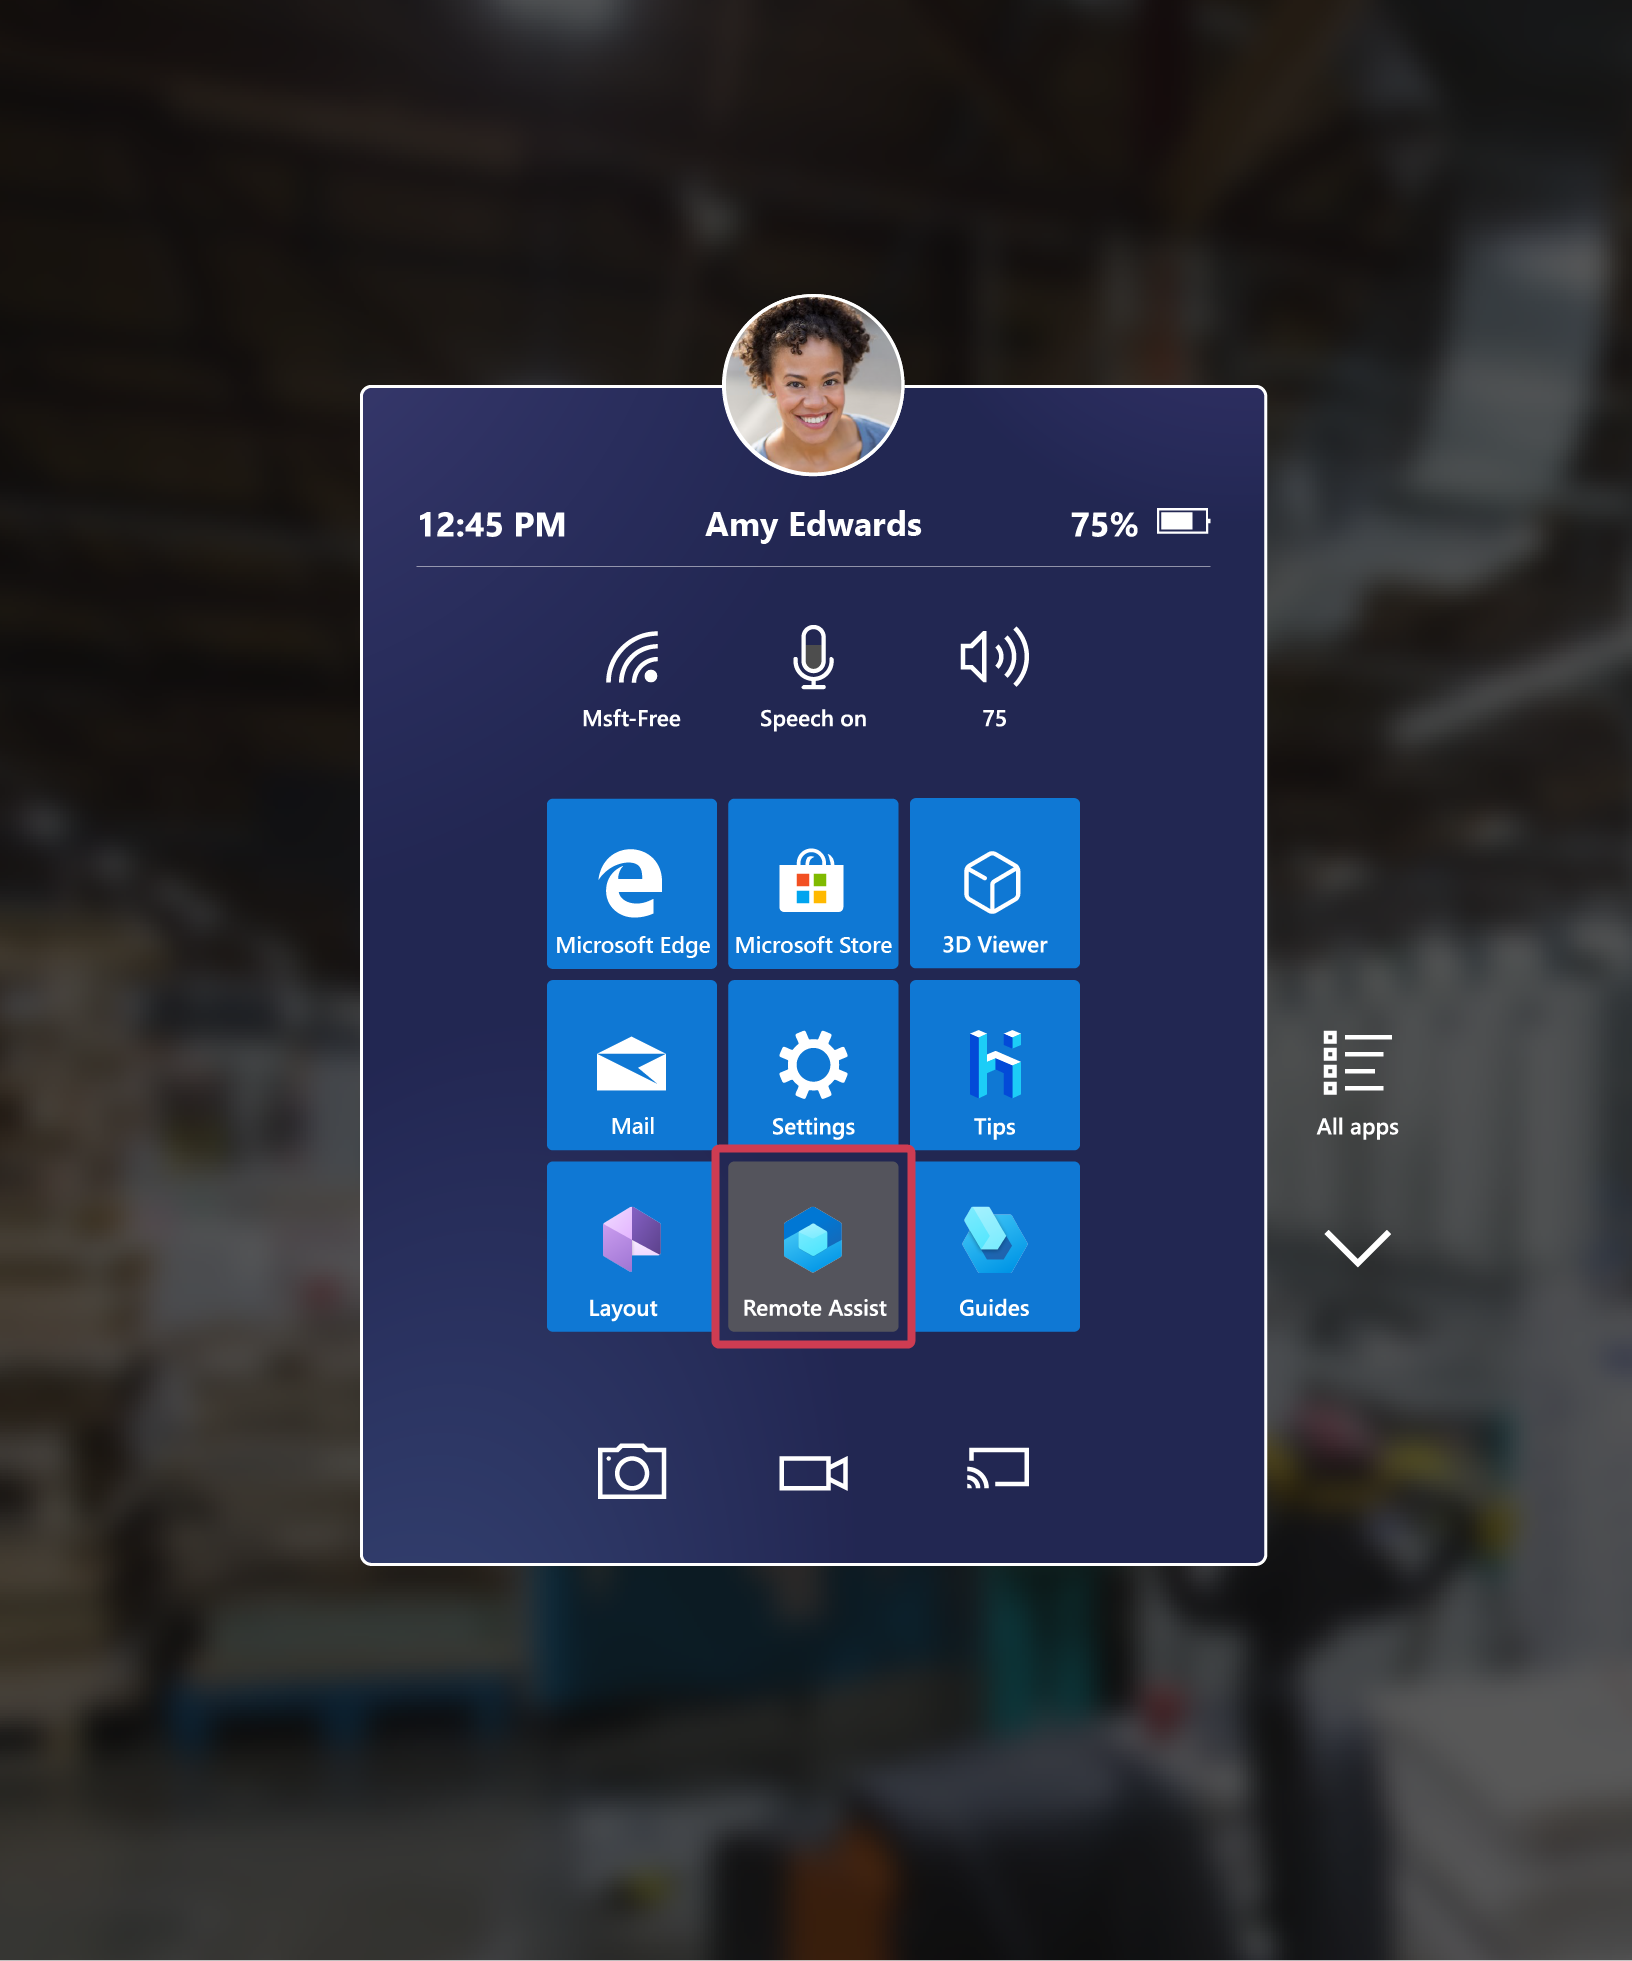 12:45 PM Amy Edwards 75%
Msft-Free Speech on 75
Microsoft Edge Microsoft Store 3D Viewer
Mail Settings Tips
All apps
Layout Remote Assist Guides